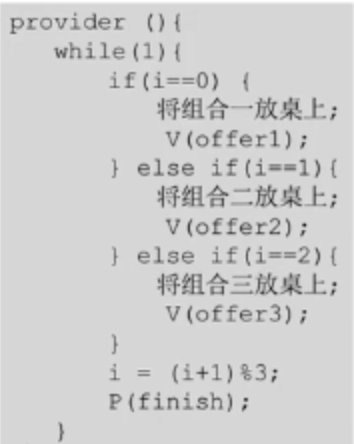 provider (){
while(1){
if(i==0) {
将组合一放桌上;
V(offer1);
} else if(i==1){
将组合二放桌上;
V(offer2);
} else if(i==2){
将组合三放桌上;
V(offer3);
}
i = (i+1)%3;
P(finish);
}